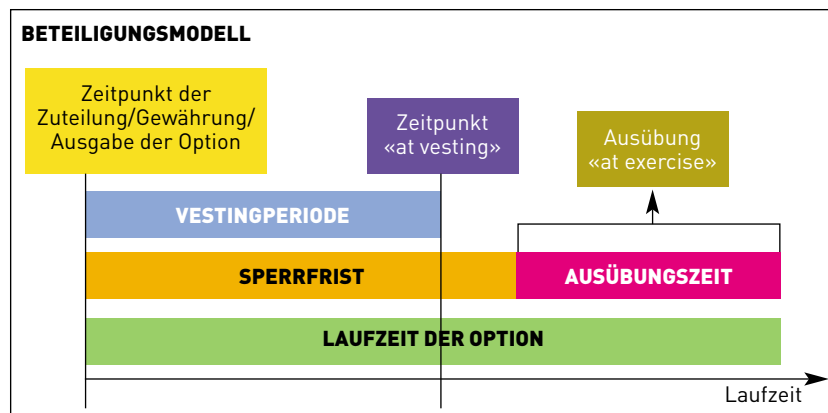 BETEILIGUNGSMODELL
Zeitpunkt der
Zuteilung/Gewährung/
Ausgabe der Option
Zeitpunkt
«at vesting»
Ausübung
«at exercise»
VESTINGPERIODE
SPERRFRIST
AUSÜBUNGSZEIT
LAUFZEIT DER OPTION
Laufzeit